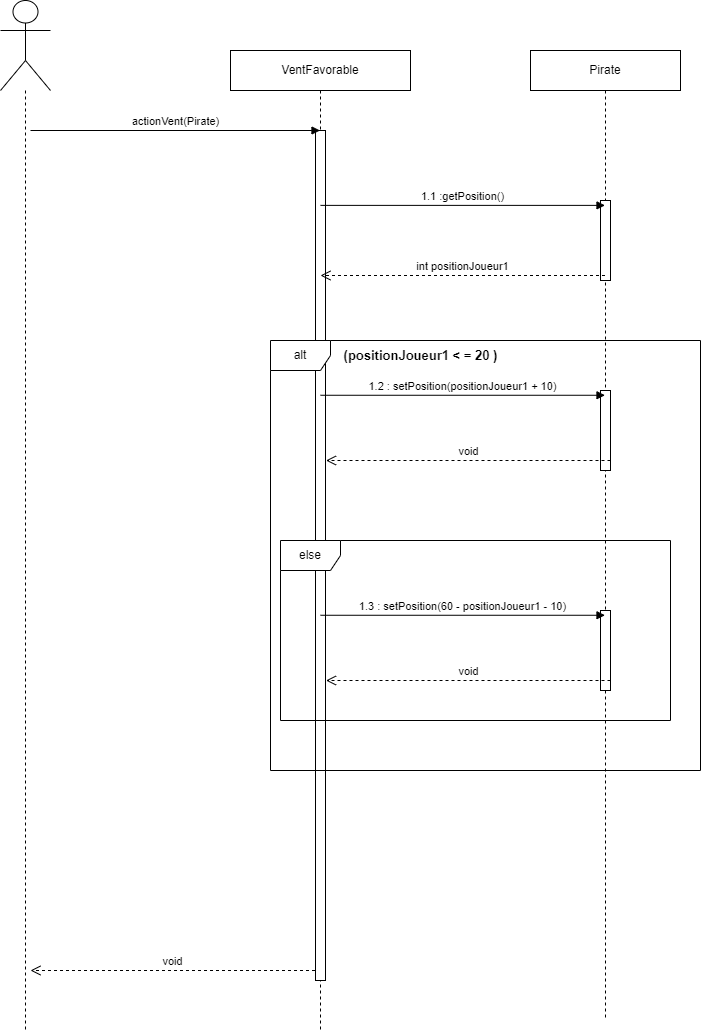 VentFavorable
Pirate
actionVent(Pirate)
1.1 :getPosition()
int positionJoueur1
alt
(positionJoueur1 < = 20 )
1.2 : setPosition(positionJoueur1 + 10)
void
else
1.3 : setPosition(60 - positionJoueur1 - 10)
void
void